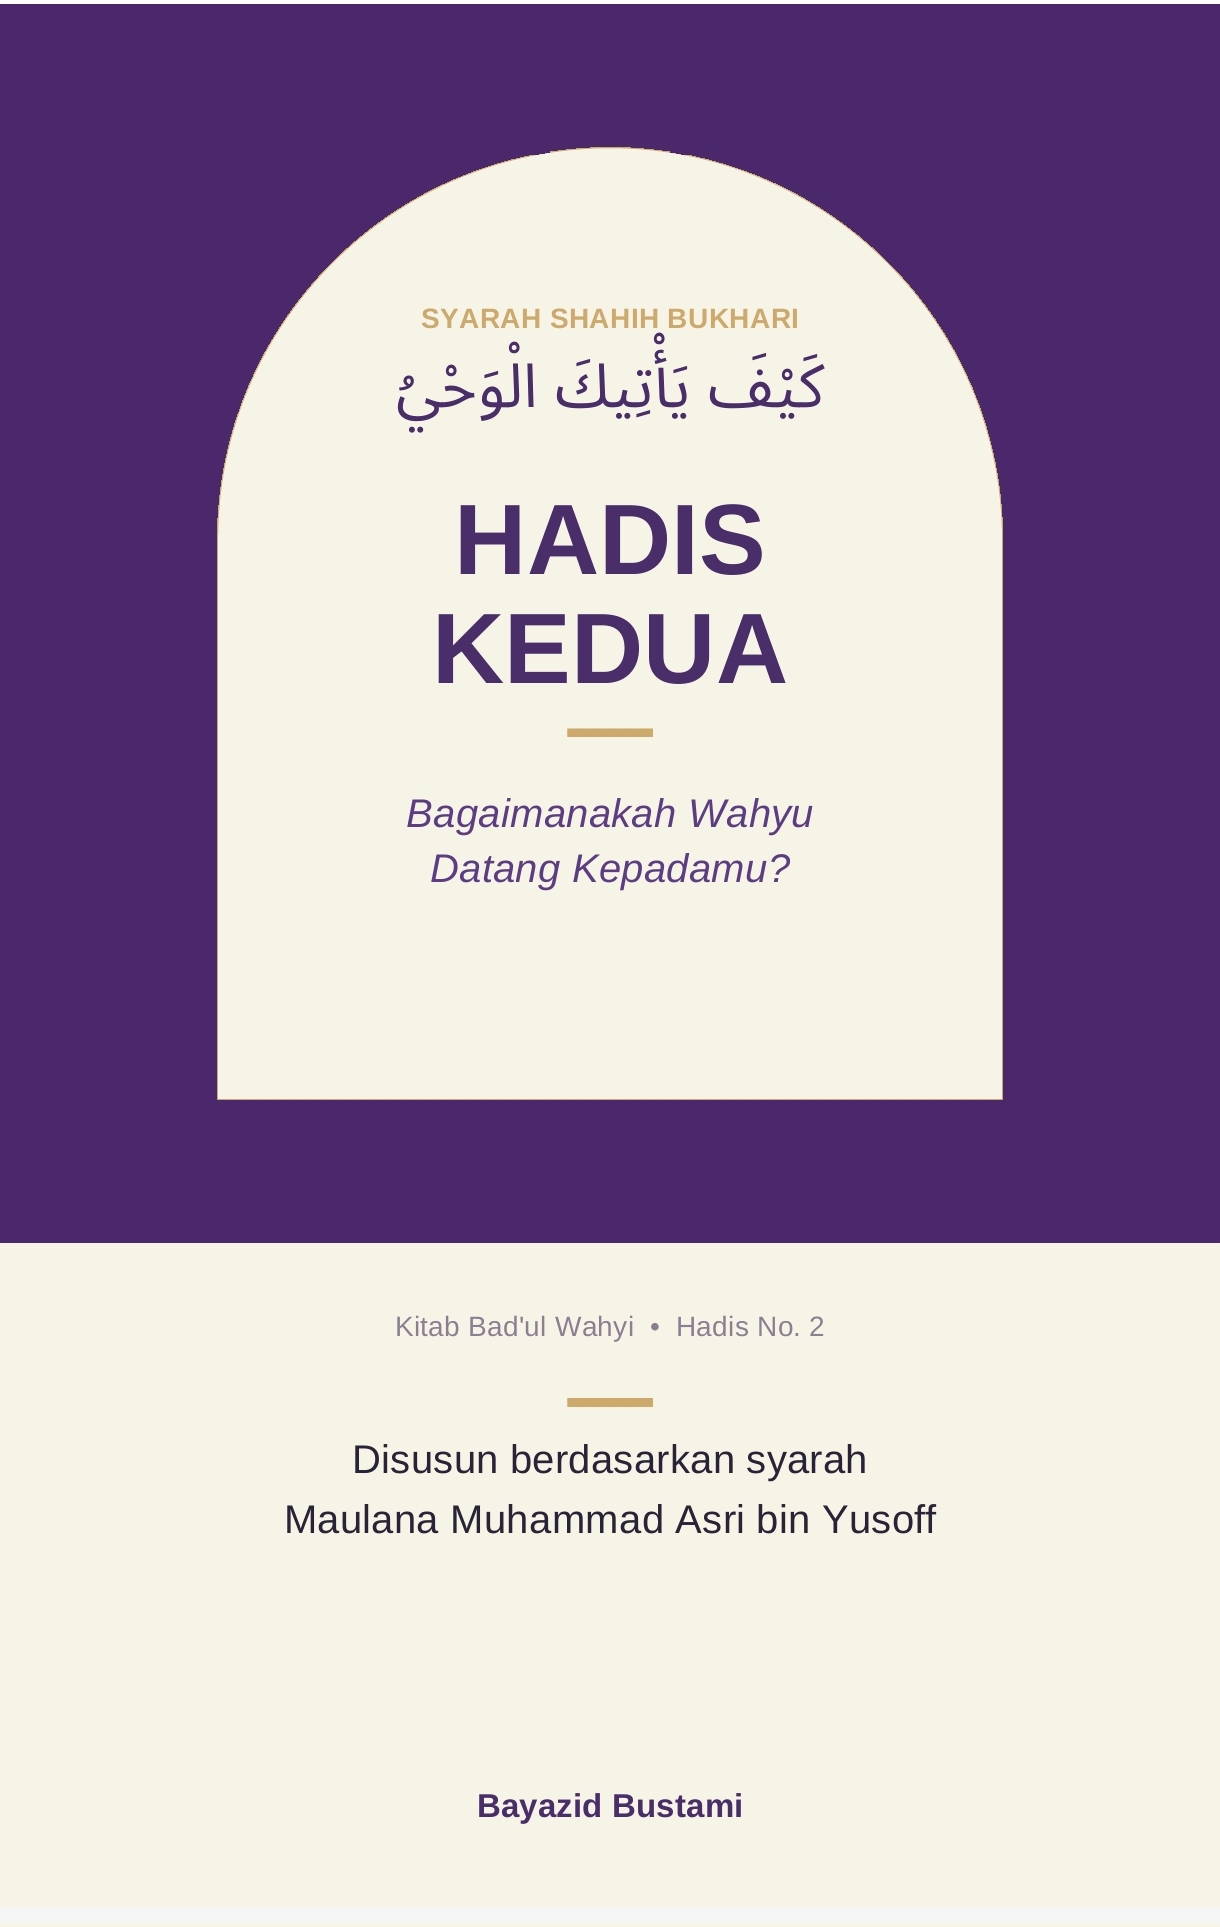 SYARAH SHAHIH BUKHARI
كَيْفَ يَأْتِيكَ الْوَحْيُ
HADIS
KEDUA
Bagaimanakah Wahyu
Datang Kepadamu?
Kitab Bad'ul Wahyi • Hadis No. 2
Disusun berdasarkan syarah
Maulana Muhammad Asri bin Yusoff
Bayazid Bustami